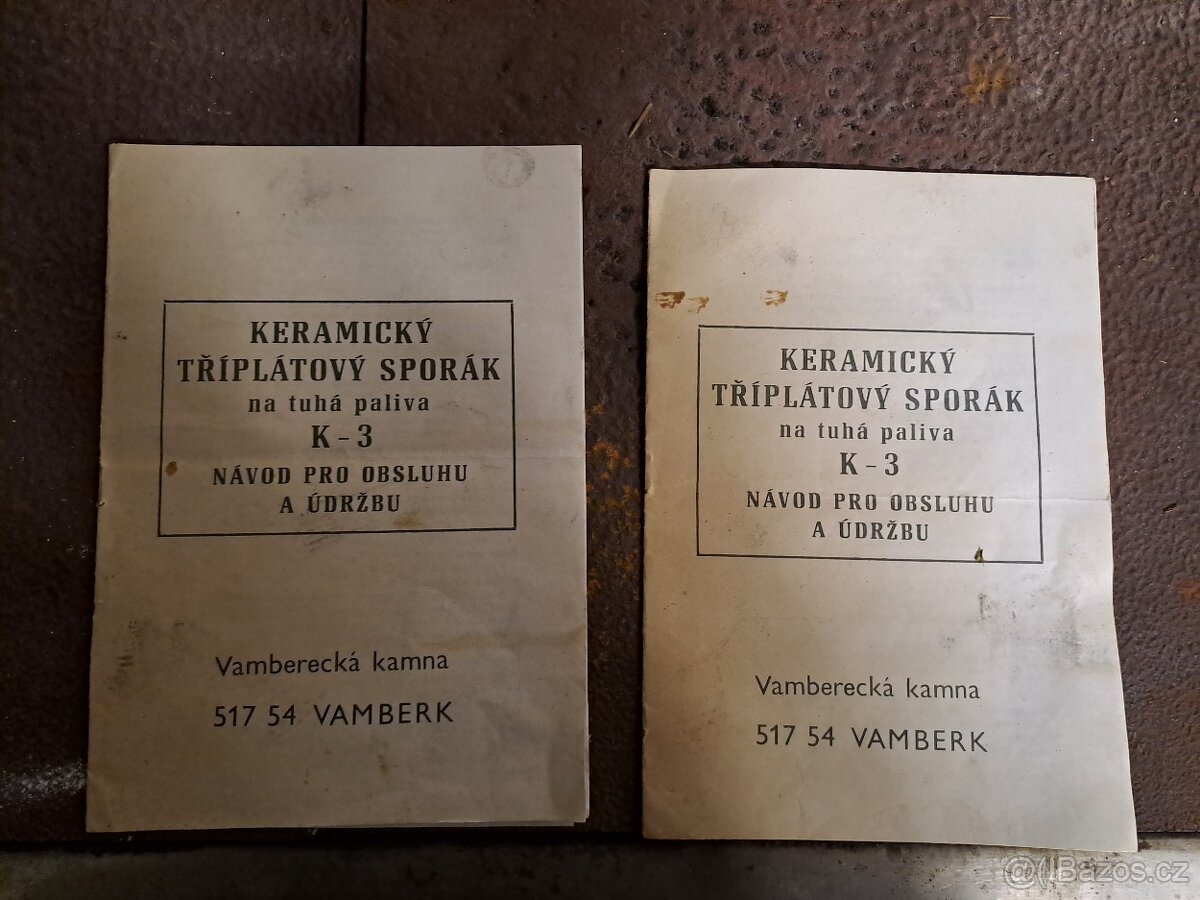 KERAMICKÝ
TŘÍPLÁTOVÝ SPORÁK
na tuhá paliva
K - 3
NÁVOD PRO OBSLUHU
A ÚDRŽBU
Vamberecká kamna
517 54 VAMBERK
KERAMICKÝ
TŘÍPLÁTOVÝ SPORÁK
na tuhá paliva
K - 3
NÁVOD PRO OBSLUHU
A ÚDRŽBU
Vamberecká kamna
517 54 VAMBERK
Bazos.cz